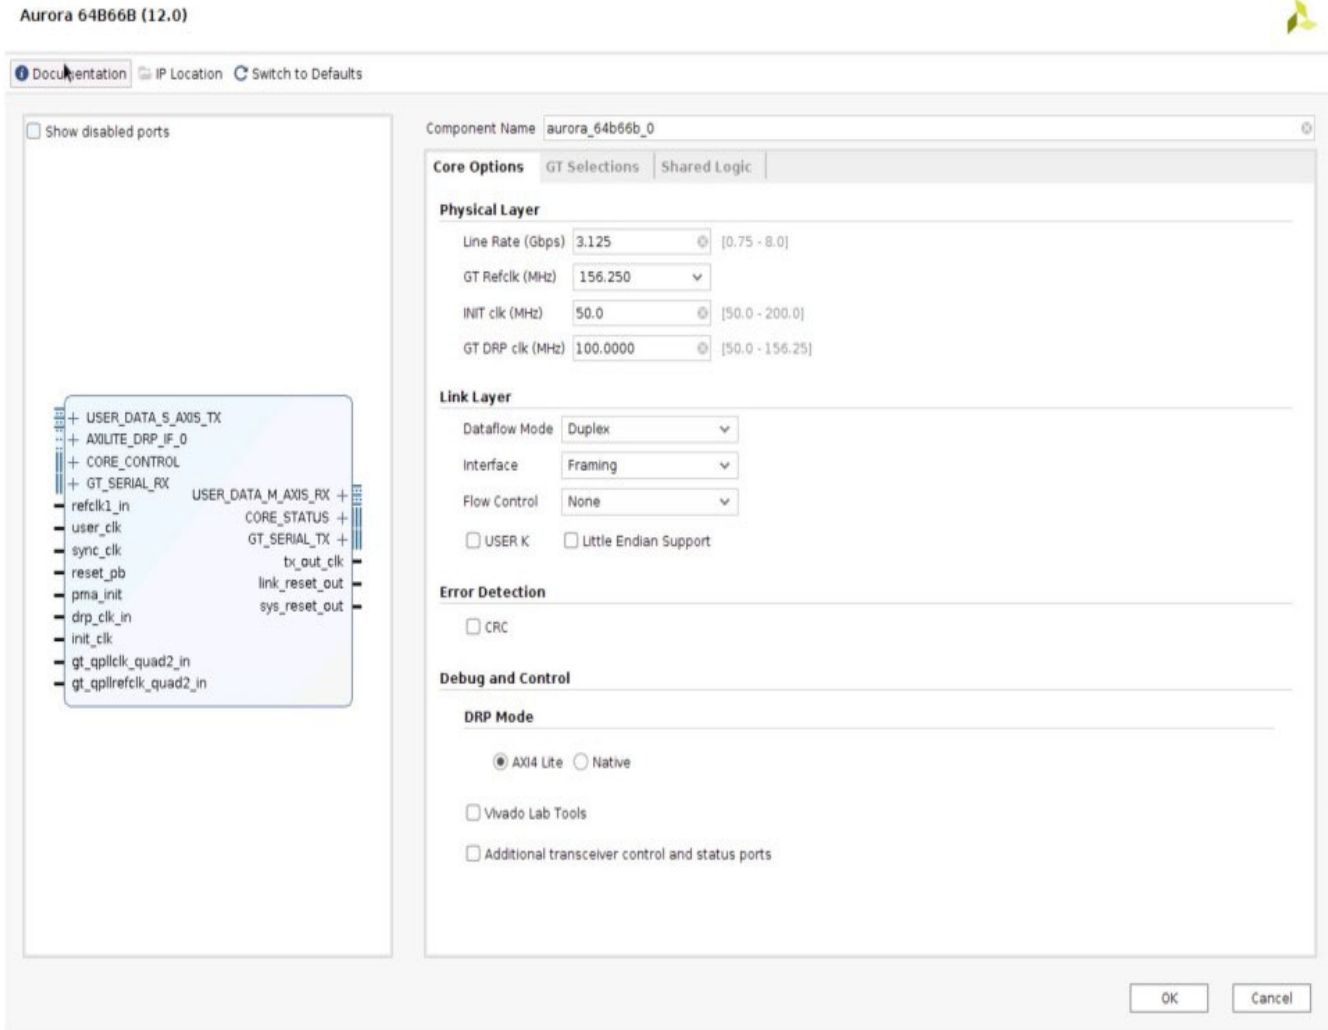 Aurora 64B66B (12.0)
Documentation IP Location Switch to Defaults
Show disabled ports
+ USER_DATA_S_AXIS_TX
+ AXILITE_DRP_IF_0
+ CORE_CONTROL
+ GT_SERIAL_RX
refclk1_in
user_clk
sync_clk
reset_pb
pma_init
drp_clk_in
init_clk
gt_qpllclk_quad2_in
gt_qpllrefclk_quad2_in
USER_DATA_M_AXIS_RX +
CORE_STATUS +
GT_SERIAL_TX +
tx_out_clk
link_reset_out
sys_reset_out
Component Name aurora_64b66b_0
Core Options GT Selections Shared Logic
Physical Layer
Line Rate (Gbps) 3.125 [0.75 - 8.0]
GT Refclk (MHz) 156.250
INIT clk (MHz) 50.0 [50.0 - 200.0]
GT DRP clk (MHz) 100.0000 [50.0 - 156.25]
Link Layer
Dataflow Mode Duplex
Interface Framing
Flow Control None
USER K Little Endian Support
Error Detection
CRC
Debug and Control
DRP Mode
AXI4 Lite Native
Vivado Lab Tools
Additional transceiver control and status ports
OK Cancel